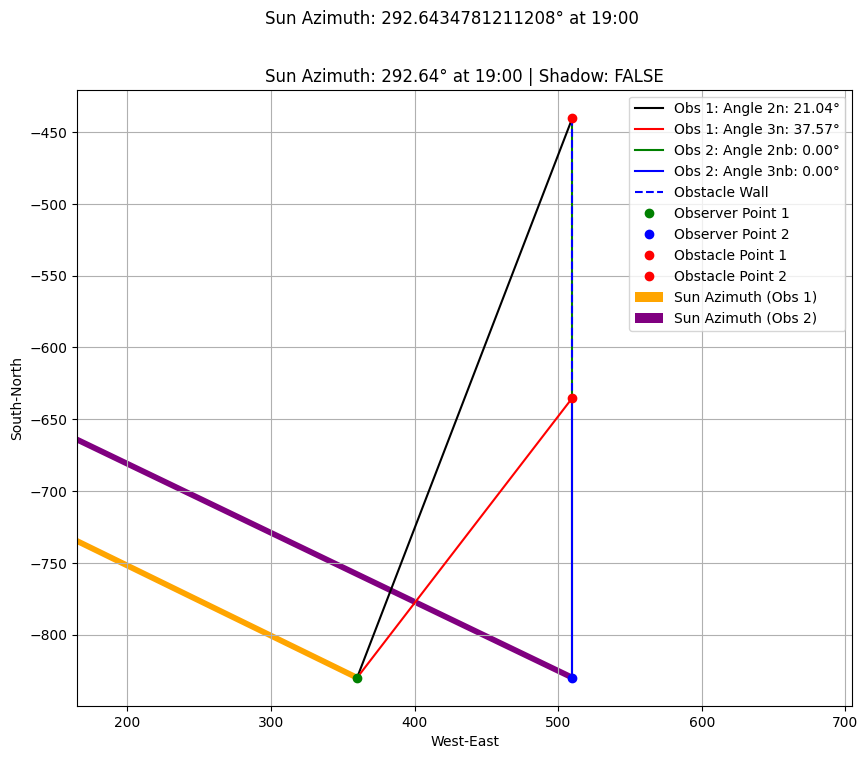 Sun Azimuth: 292.6434781211208° at 19:00
Sun Azimuth: 292.64° at 19:00 | Shadow: FALSE
Obs 1: Angle 2n: 21.04°
Obs 1: Angle 3n: 37.57°
Obs 2: Angle 2nb: 0.00°
Obs 2: Angle 3nb: 0.00°
Obstacle Wall
Observer Point 1
Observer Point 2
Obstacle Point 1
Obstacle Point 2
Sun Azimuth (Obs 1)
Sun Azimuth (Obs 2)
South-North
−450
−500
−550
−600
−650
−700
−750
−800
200
300
400
500
600
700
West-East